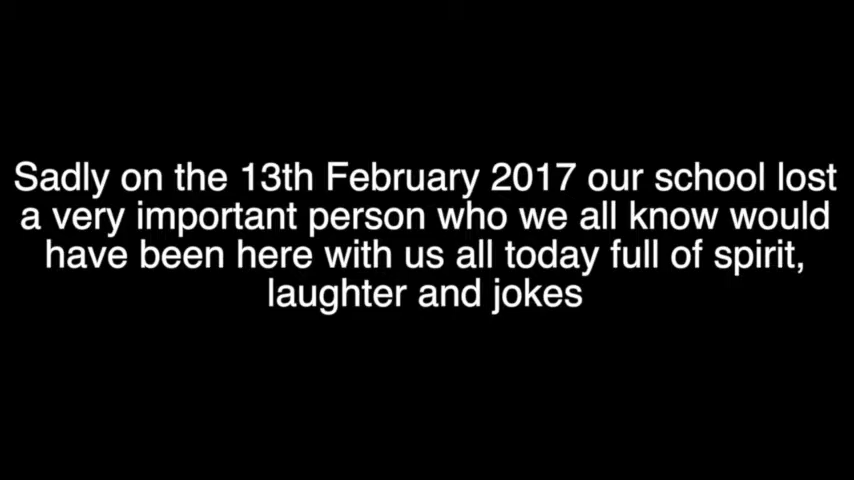 Sadly on the 13th February 2017 our school lost
a very important person who we all know would
have been here with us all today full of spirit,
laughter and jokes